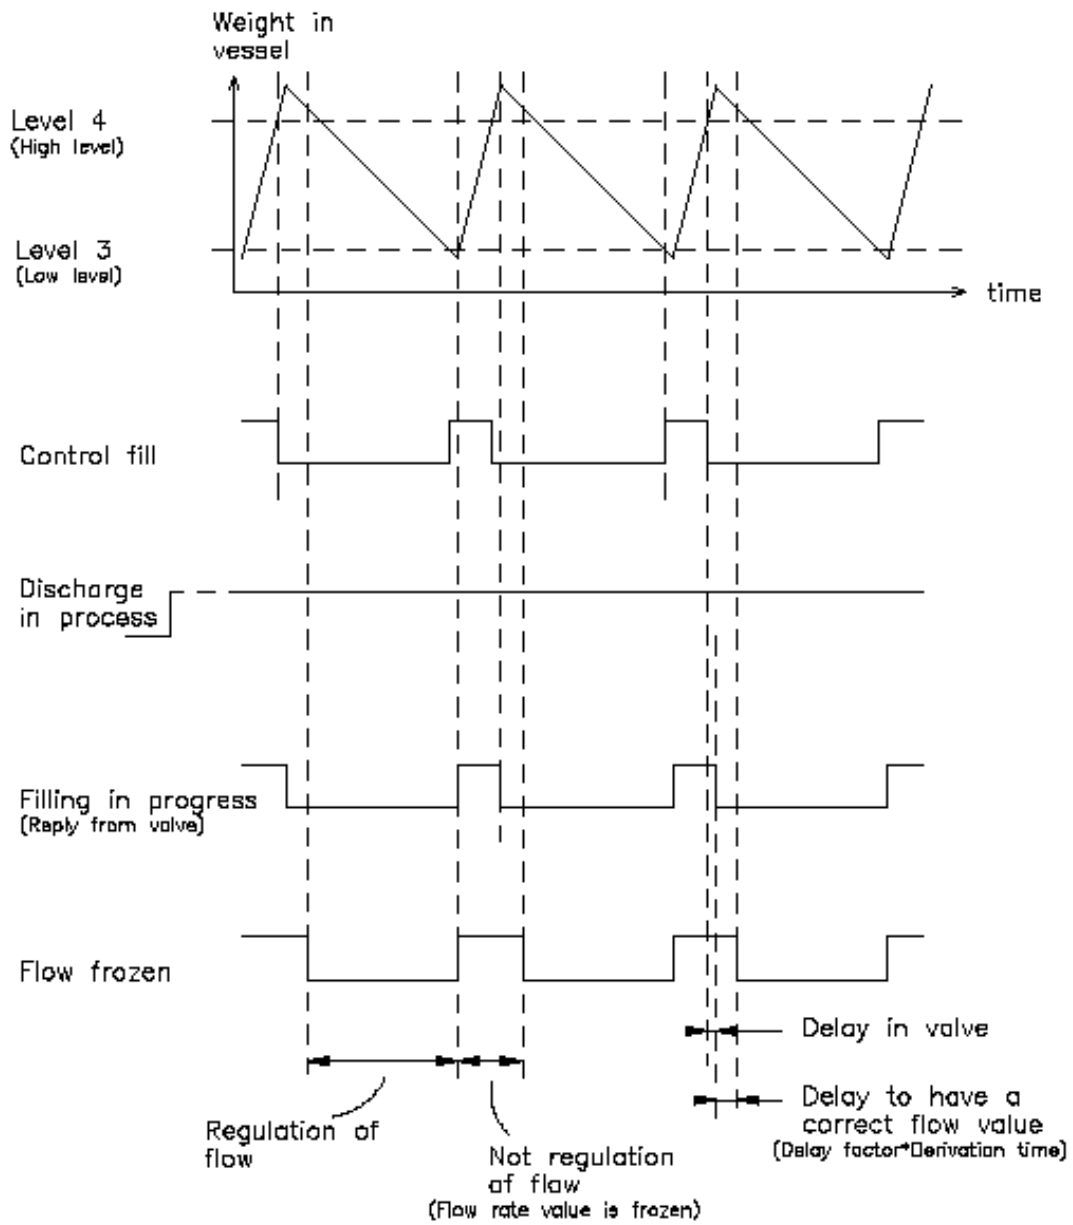 Weight in
vessel
Level 4
(High level)
Level 3
(Low level)
time
Control fill
Discharge
in process
Filling in progress
(Reply from valve)
Flow frozen
Delay in valve
Delay to have a
correct flow value
(Delay factor*Derivation time)
Regulation of
flow
Not regulation
of flow
(Flow rate value is frozen)